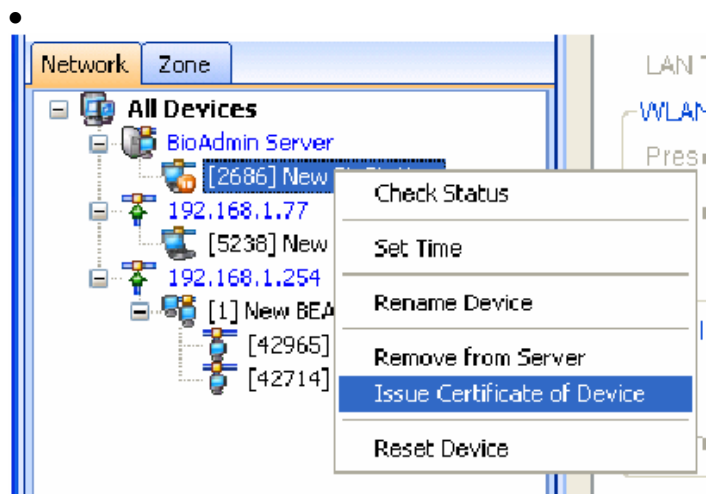 Network Zone
LAN
All Devices
WLAN
BioAdmin Server
Pres
[2686] New
Check Status
192.168.1.77
[5238] New
Set Time
192.168.1.254
[1] New BEA
Rename Device
[42965]
Remove from Server
[42714]
Issue Certificate of Device
Reset Device